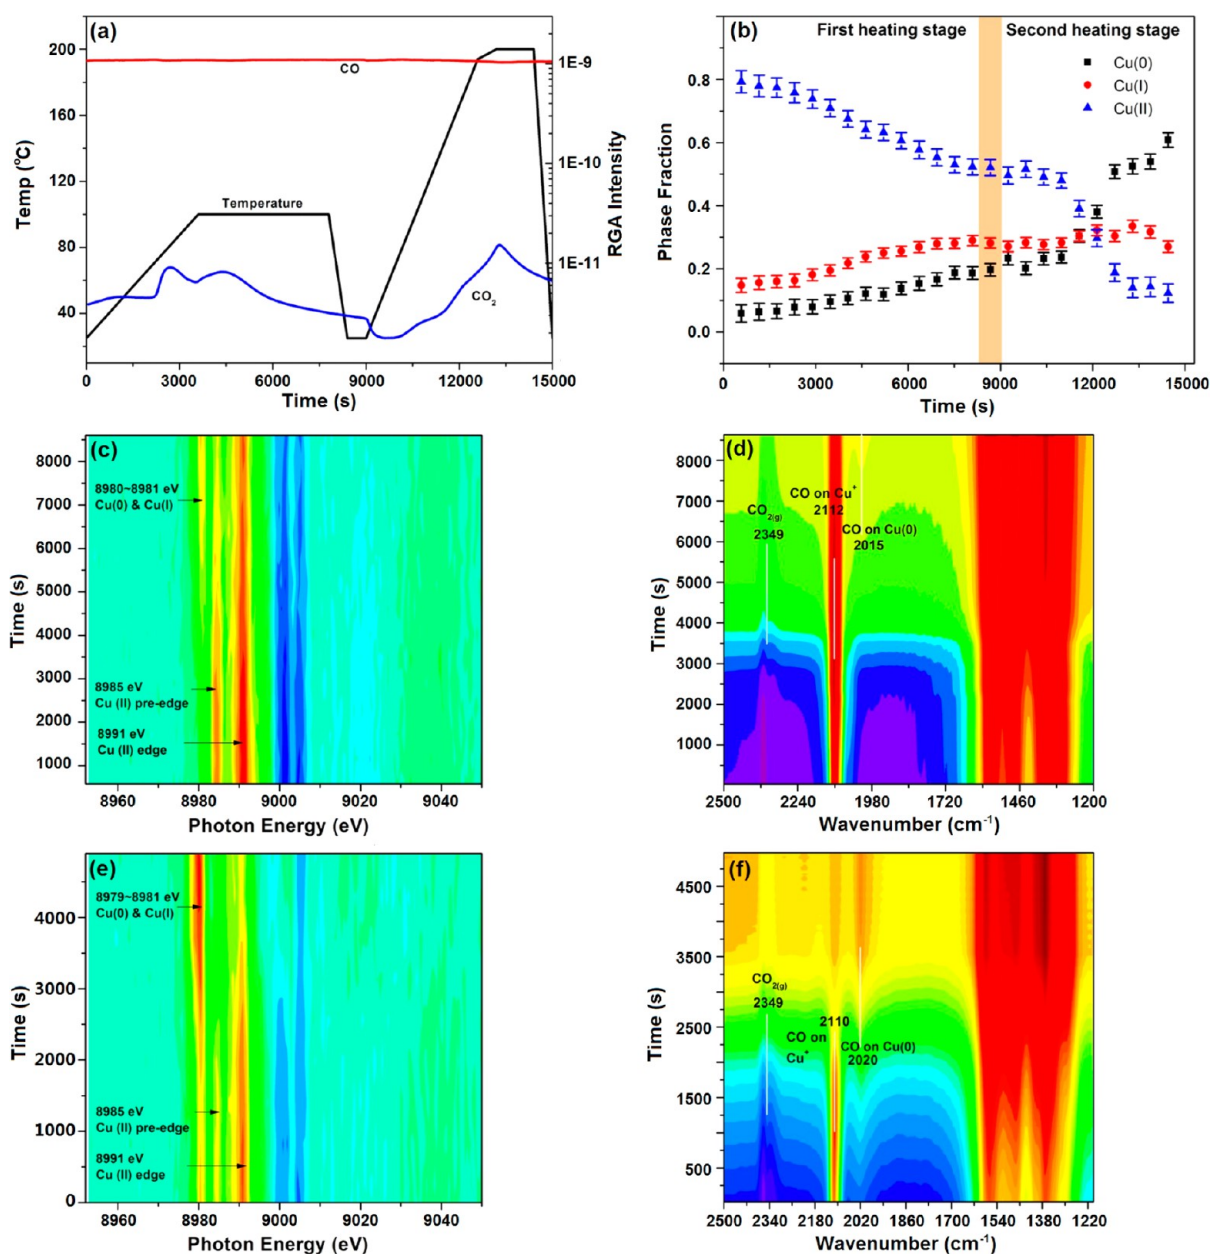 (a)
200
160
120
80
40
Temp (°C)
CO
Temperature
CO2
1E-9
1E-10
1E-11
RGA Intensity
0 3000 6000 9000 12000 15000
Time (s)
(b)
First heating stage Second heating stage
Cu(0)
Cu(I)
Cu(II)
0.8
0.6
0.4
0.2
0.0
Phase Fraction
0 3000 6000 9000 12000 15000
Time (s)
(c)
8000
7000
6000
5000
4000
3000
2000
1000
Time (s)
8980~8981 eV
Cu(0) & Cu(I)
8985 eV
Cu (II) pre-edge
8991 eV
Cu (II) edge
8960 8980 9000 9020 9040
Photon Energy (eV)
(d)
8000
7000
6000
5000
4000
3000
2000
1000
Time (s)
CO2(g)
2349
CO on Cu+
2112
CO on Cu(0)
2015
2500 2240 1980 1720 1460 1200
Wavenumber (cm-1)
(e)
4000
3000
2000
1000
0
Time (s)
8979~8981 eV
Cu(0) & Cu(I)
8985 eV
Cu (II) pre-edge
8991 eV
Cu (II) edge
8960 8980 9000 9020 9040
Photon Energy (eV)
(f)
4500
3500
2500
1500
500
Time (s)
CO2(g)
2349
2110
CO on
Cu+
CO on Cu(0)
2020
2500 2340 2180 2020 1860 1700 1540 1380 1220
Wavenumber (cm-1)